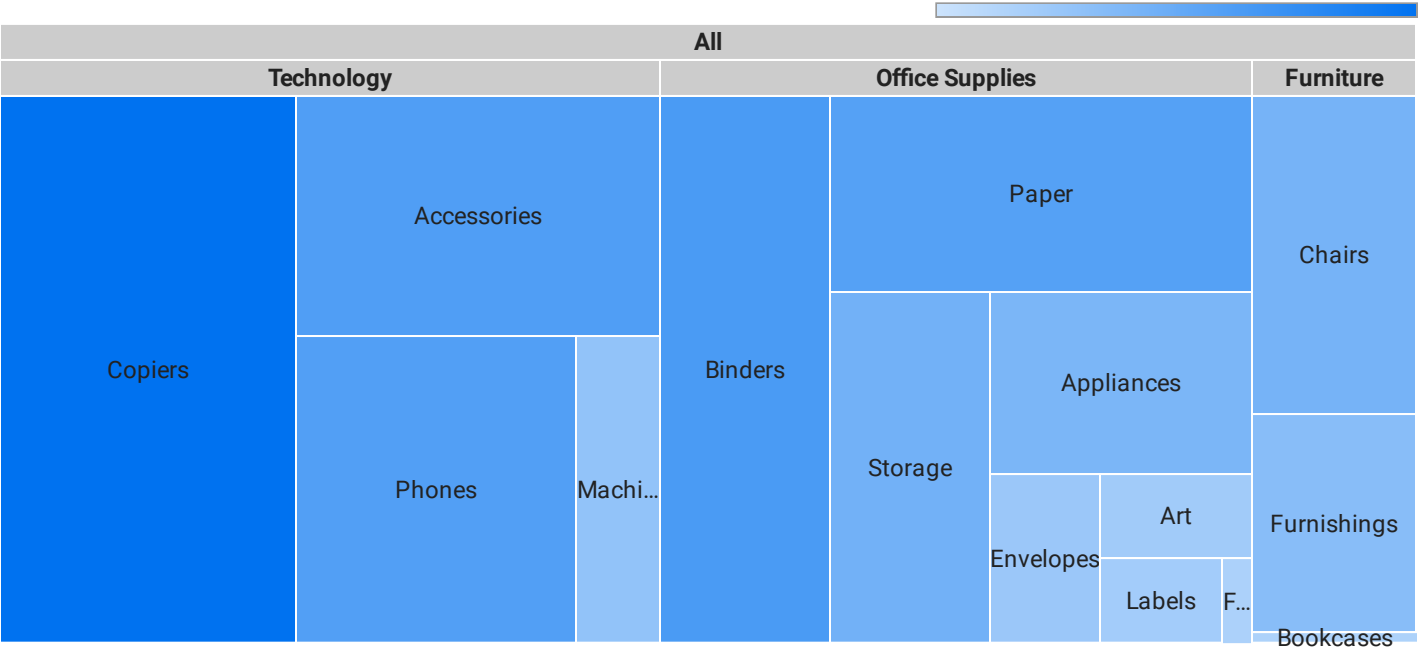 All
Technology
Office Supplies
Furniture
Copiers
Accessories
Phones
Machi...
Binders
Paper
Storage
Appliances
Envelopes
Art
Labels
F...
Chairs
Furnishings
Bookcases